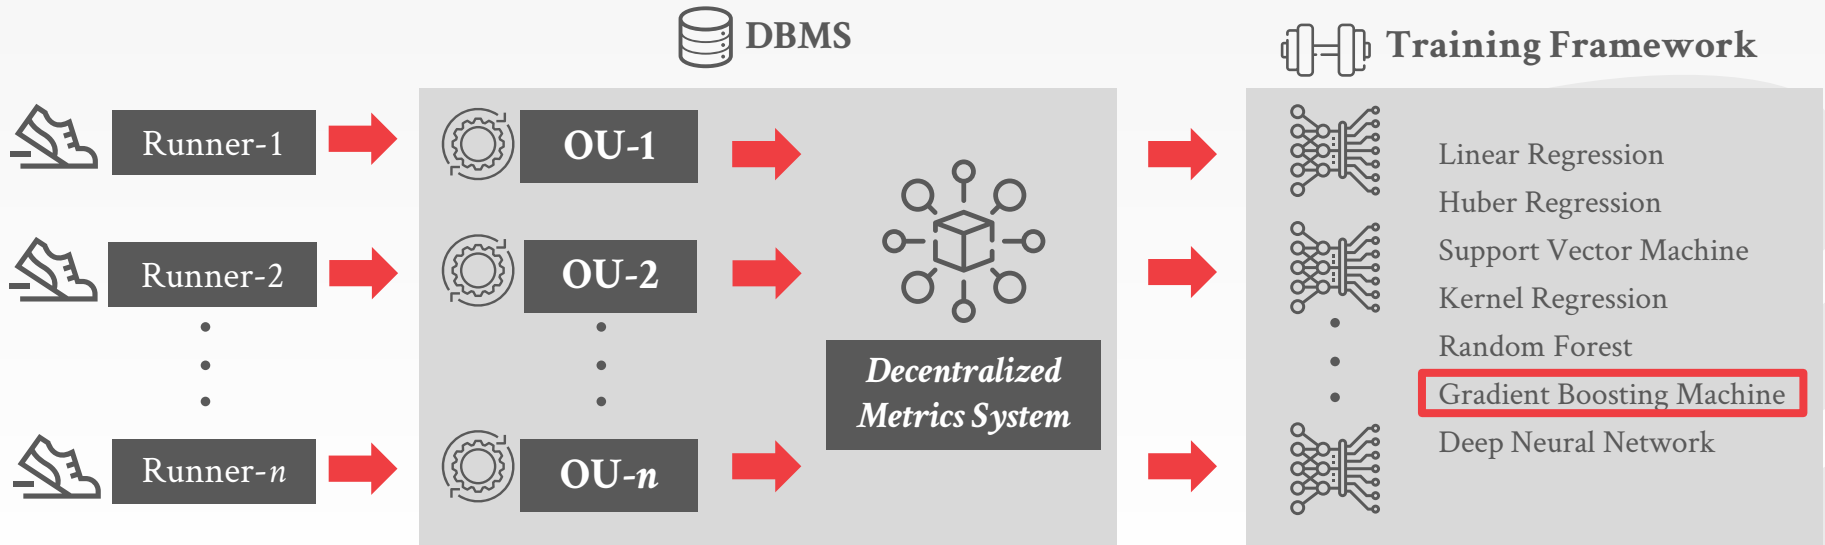 DBMS
Training Framework
Runner-1
OU-1
Runner-2
OU-2
Runner-n
OU-n
Decentralized
Metrics System
Linear Regression
Huber Regression
Support Vector Machine
Kernel Regression
Random Forest
Gradient Boosting Machine
Deep Neural Network